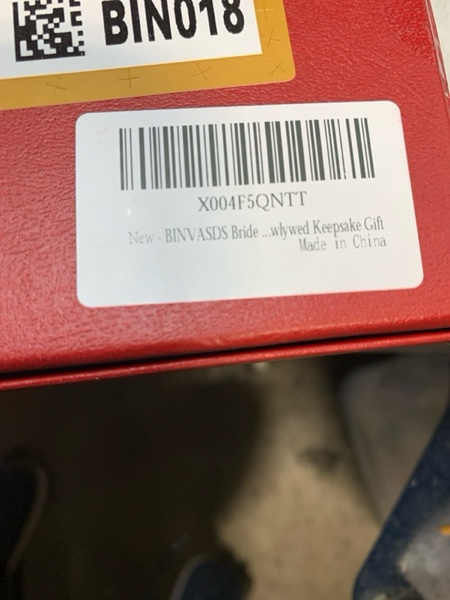 BIN018
X004F5QNTT
New - BINVASDS Bride ...wlywed Keepsake Gift
Made in China